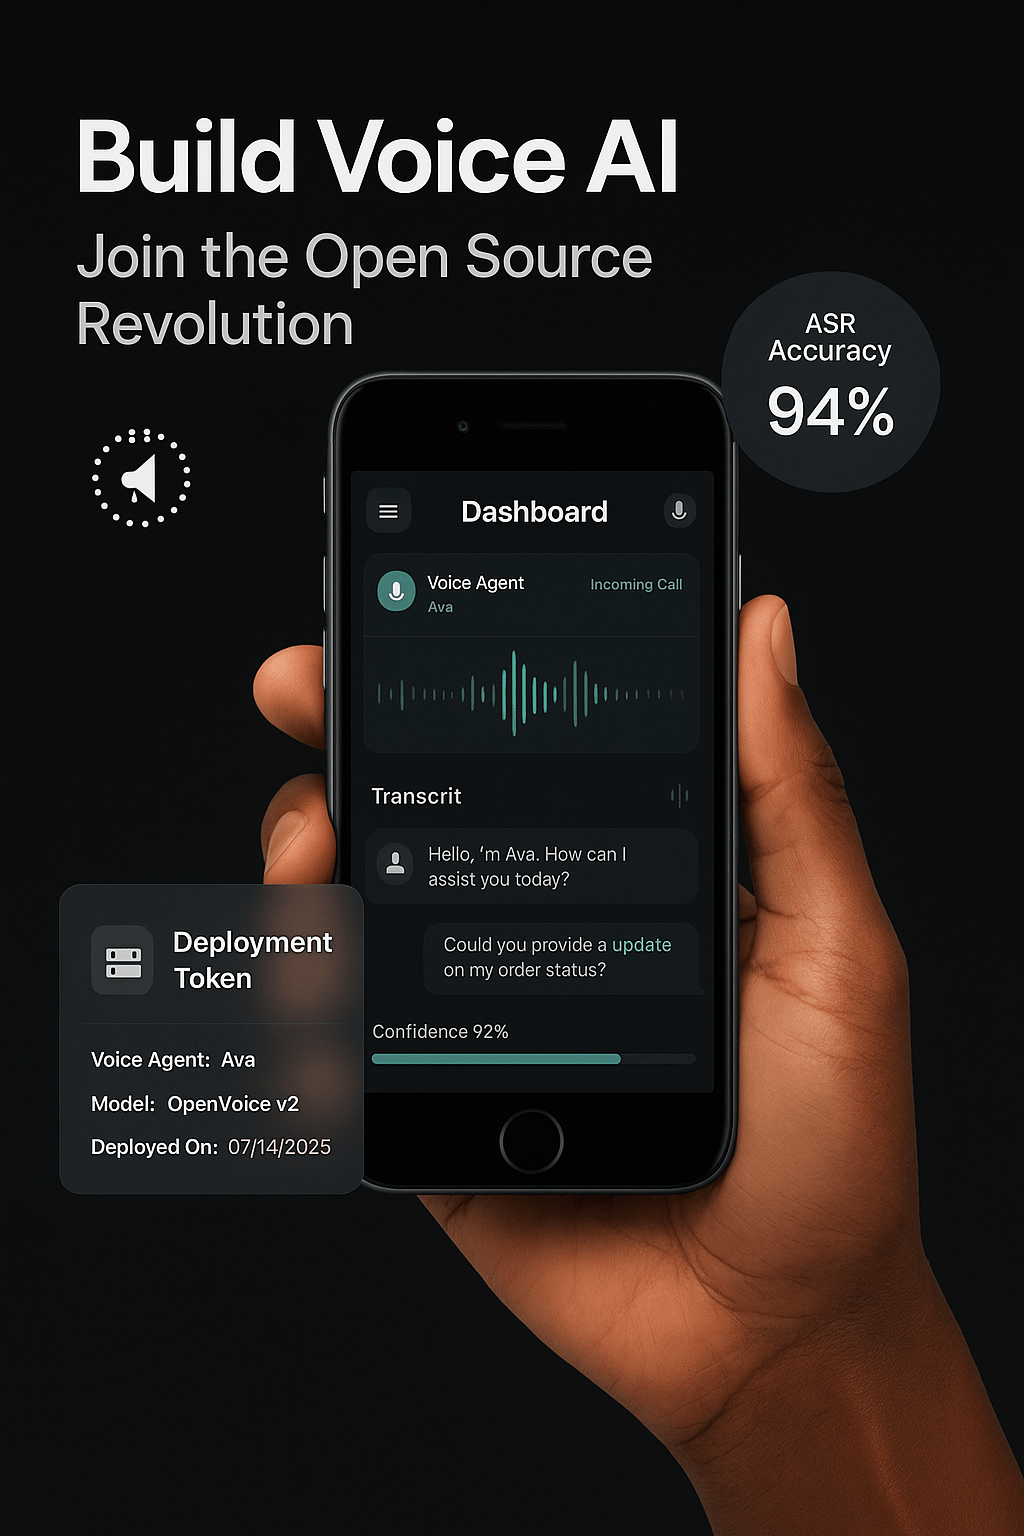 Build Voice AI
Join the Open Source
Revolution
ASR
Accuracy
94%
Dashboard
Voice Agent
Incoming Call
Ava
Transcrit
Hello, ’m Ava. How can I
assist you today?
Could you provide a update
on my order status?
Confidence 92%
Deployment
Token
Voice Agent: Ava
Model: OpenVoice v2
Deployed On: 07/14/2025